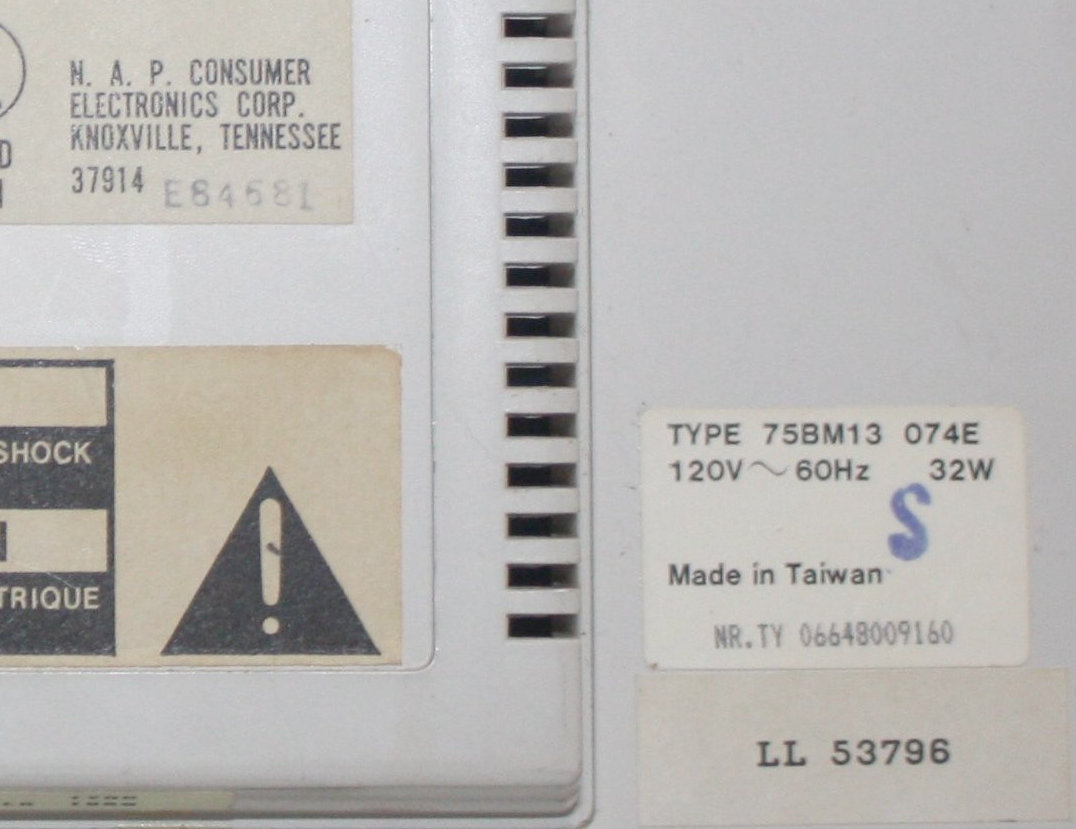 N. A. P. CONSUMER
ELECTRONICS CORP.
KNOXVILLE, TENNESSEE
37914 E84681
D
SHOCK
TRIQUE
TYPE 75BM13 074E
120V~60Hz 32W
S
Made in Taiwan
NR.TY 06648009160
LL 53796